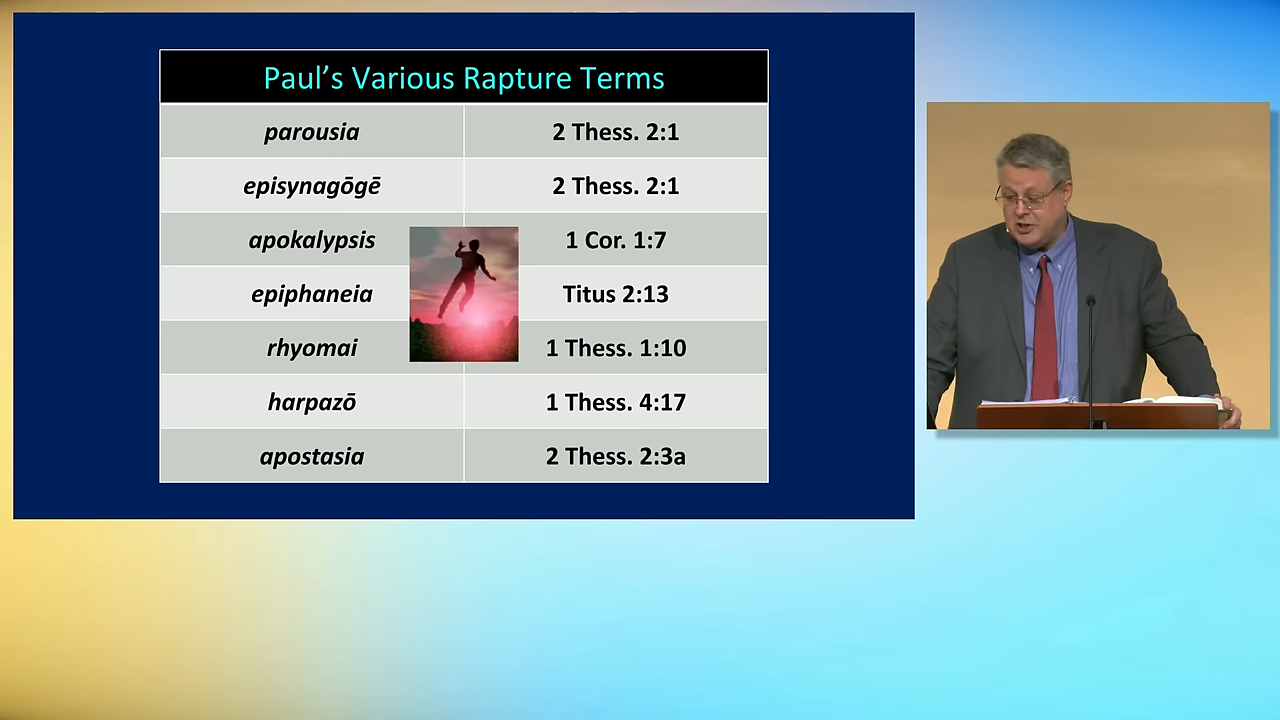 Paul’s Various Rapture Terms
parousia 2 Thess. 2:1
episynagōgē 2 Thess. 2:1
apokalypsis 1 Cor. 1:7
epiphaneia Titus 2:13
rhyomai 1 Thess. 1:10
harpazō 1 Thess. 4:17
apostasia 2 Thess. 2:3a